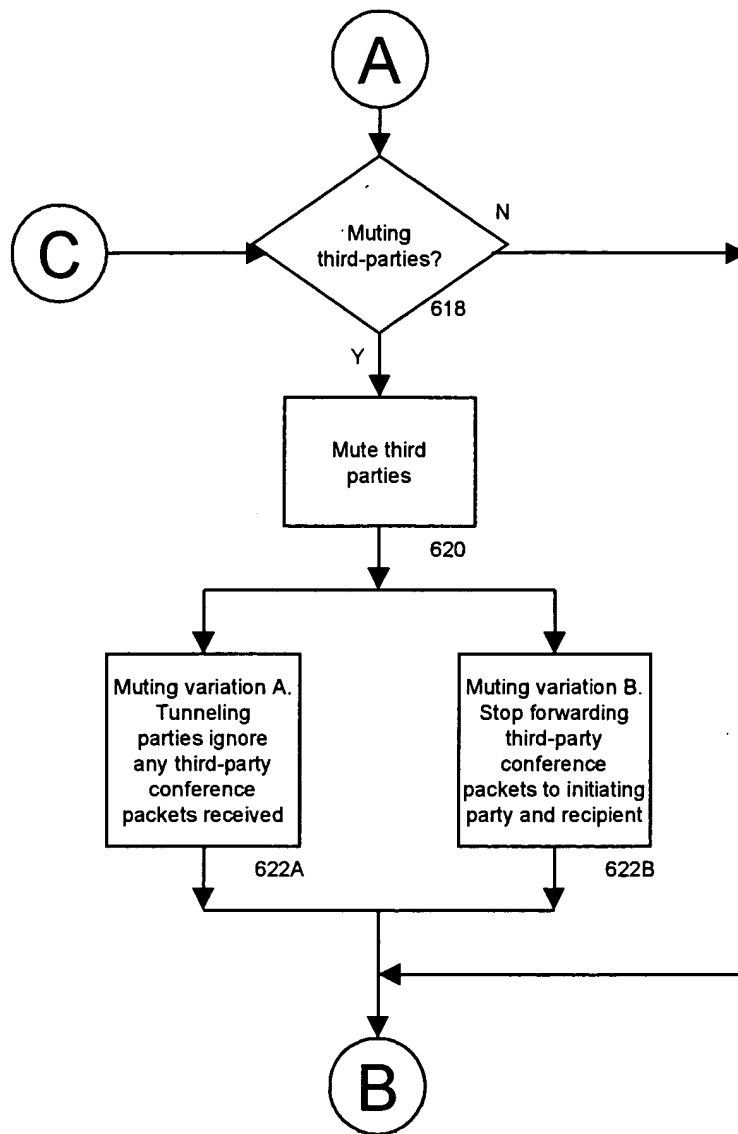 A
C
Muting
third-parties?
N
618
Y
Mute third
parties
620
Muting variation A.
Tunneling
parties ignore
any third-party
conference
packets received
622A
Muting variation B.
Stop forwarding
third-party
conference
packets to initiating
party and recipient
622B
B